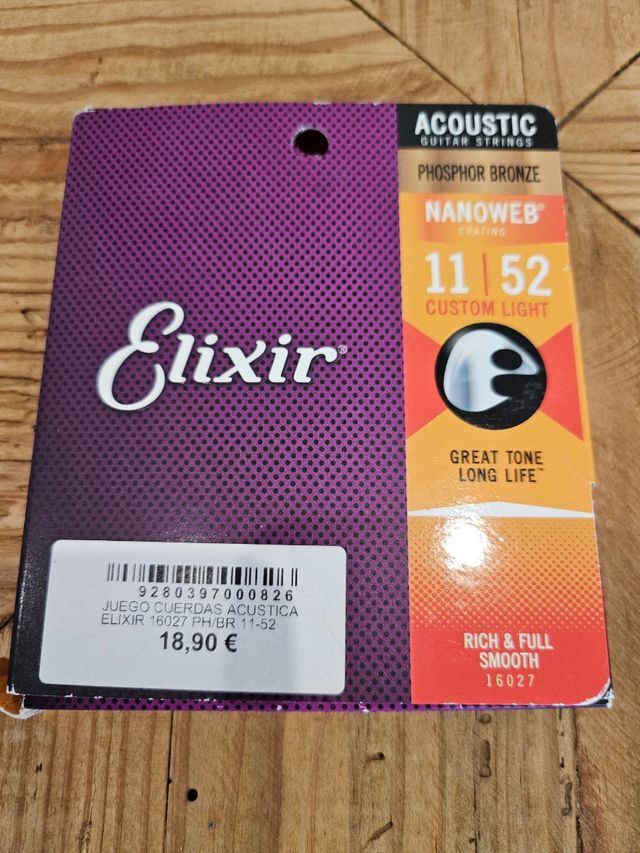 ACOUSTIC
GUITAR STRINGS
PHOSPHOR BRONZE
NANOWEB®
COATING
11 | 52
CUSTOM LIGHT
Elixir®
GREAT TONE
LONG LIFE™
RICH & FULL
SMOOTH
16027
9280397000826
JUEGO CUERDAS ACUSTICA
ELIXIR 16027 PH/BR 11-52
18,90 €